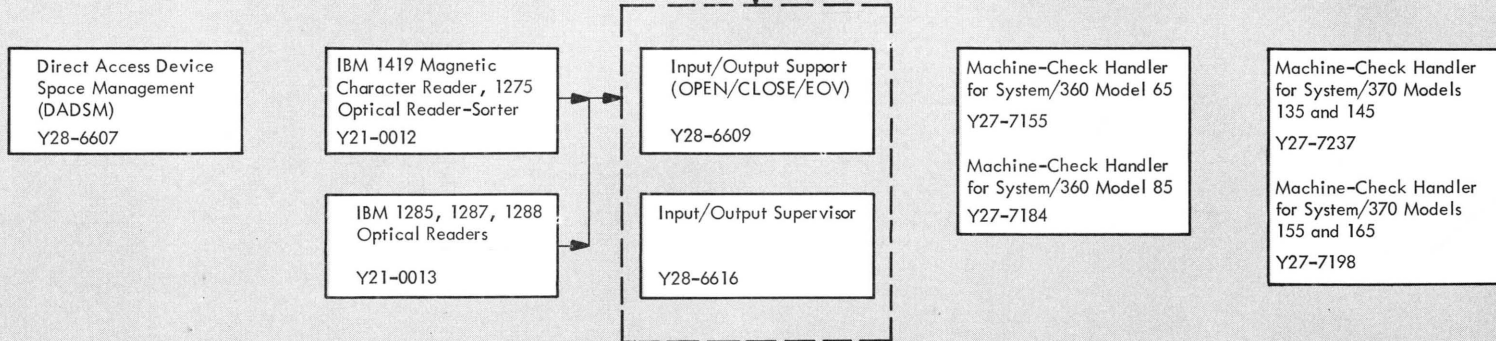 Direct Access Device
Space Management
(DADSM)
Y28-6607
IBM 1419 Magnetic
Character Reader, 1275
Optical Reader-Sorter
Y21-0012
IBM 1285, 1287, 1288
Optical Readers
Y21-0013
Input/Output Support
(OPEN/CLOSE/EOV)
Y28-6609
Input/Output Supervisor
Y28-6616
Machine-Check Handler
for System/360 Model 65
Y27-7155
Machine-Check Handler
for System/360 Model 85
Y27-7184
Machine-Check Handler
for System/370 Models
135 and 145
Y27-7237
Machine-Check Handler
for System/370 Models
155 and 165
Y27-7198